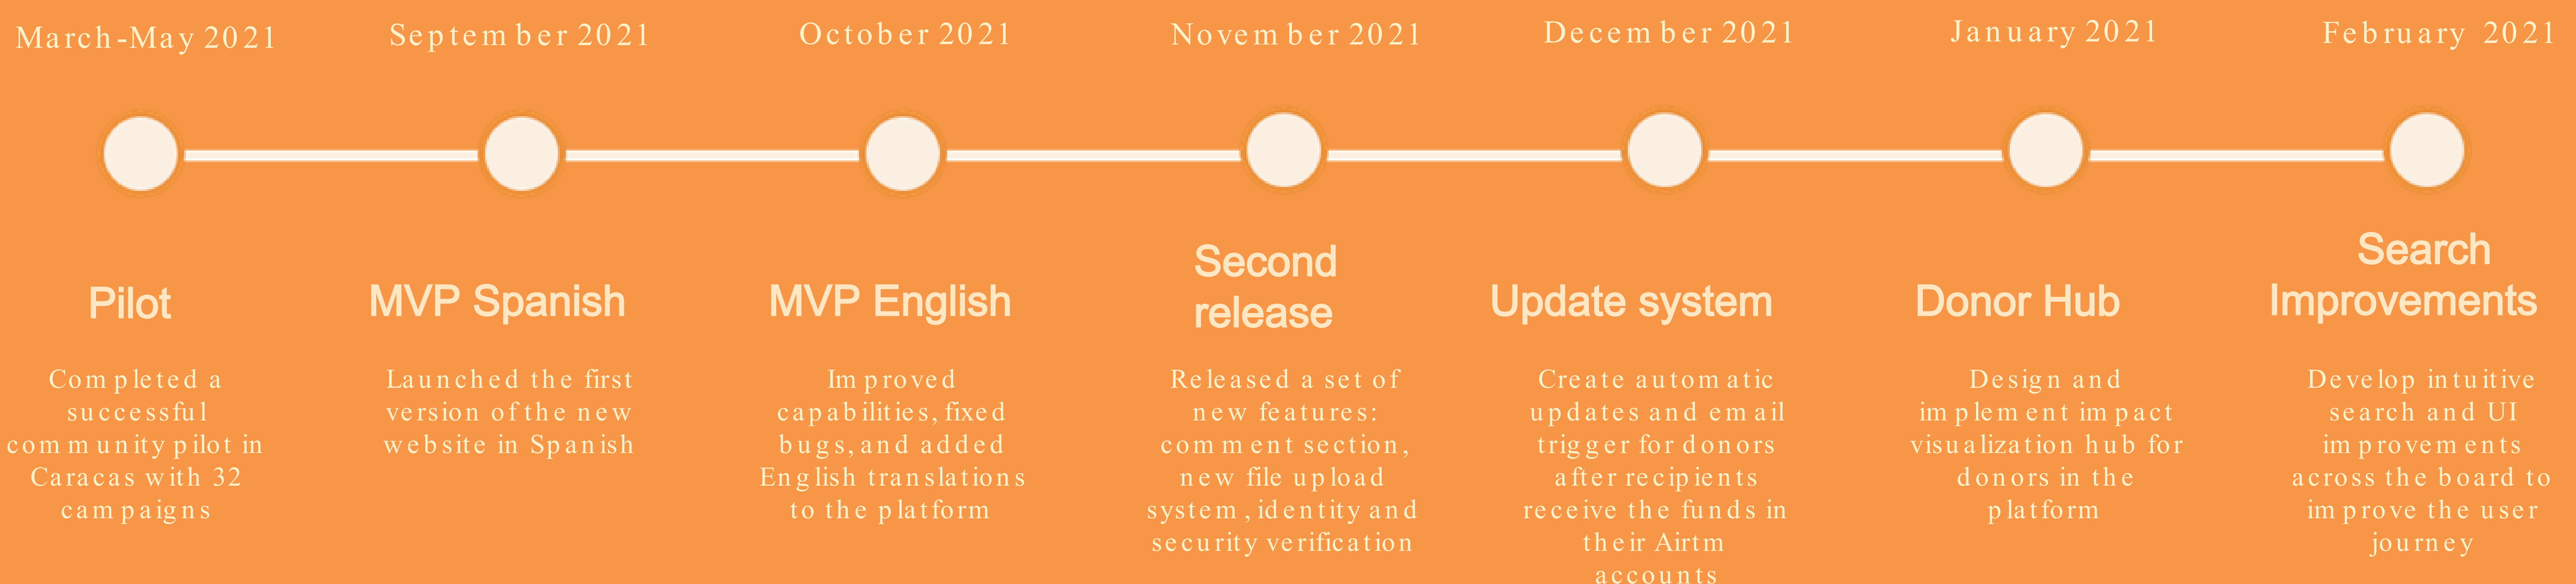 March-May 2021
Pilot
Completed a
successful
community pilot in
Caracas with 32
campaigns
September 2021
MVP Spanish
Launched the first
version of the new
website in Spanish
October 2021
MVP English
Improved
capabilities, fixed
bugs, and added
English translations
to the platform
November 2021
Second
release
Released a set of
new features:
comment section,
new file upload
system, identity and
security verification
December 2021
Update system
Create automatic
updates and email
trigger for donors
after recipients
receive the funds in
their Airtm
accounts
January 2021
Donor Hub
Design and
implement impact
visualization hub for
donors in the
platform
February 2021
Search
Improvements
Develop intuitive
search and UI
improvements
across the board to
improve the user
journey